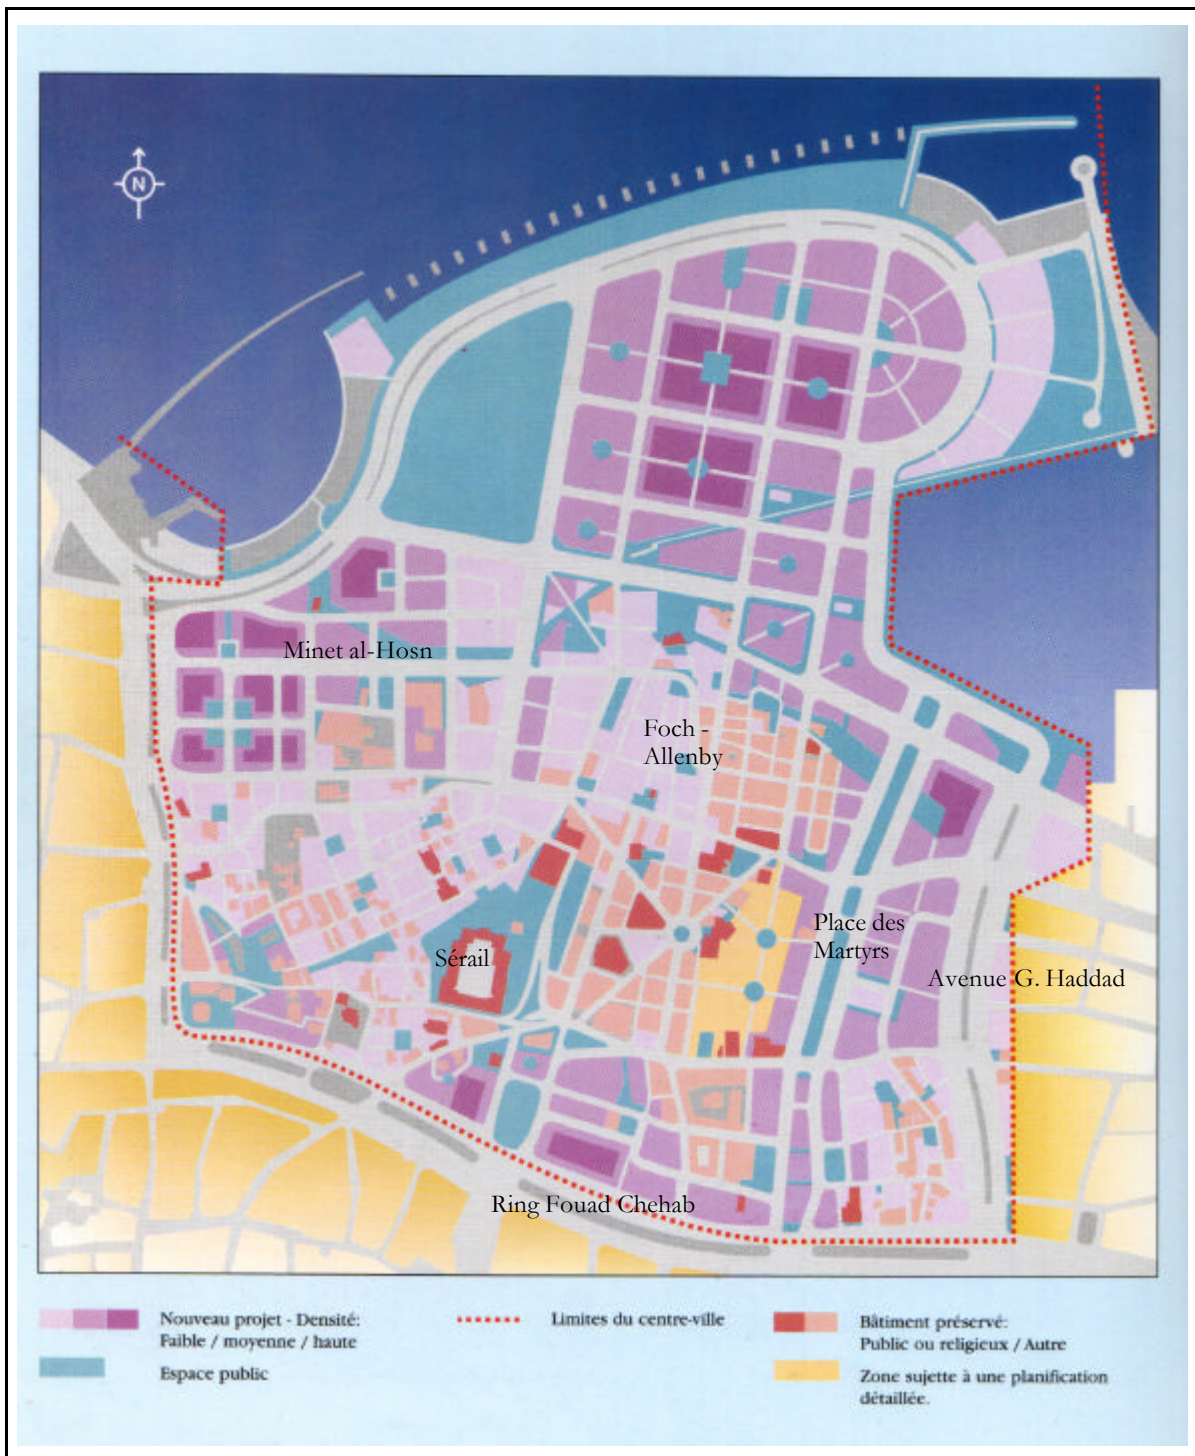 N
Minet al-Hosn
Foch -
Allenby
Place des
Martyrs
Sérail
Avenue G. Haddad
Ring Fouad Chehab
Nouveau projet - Densité:
Faible / moyenne / haute
Espace public
Limites du centre-ville
Bâtiment préservé:
Public ou religieux / Autre
Zone sujette à une planification
détaillée.